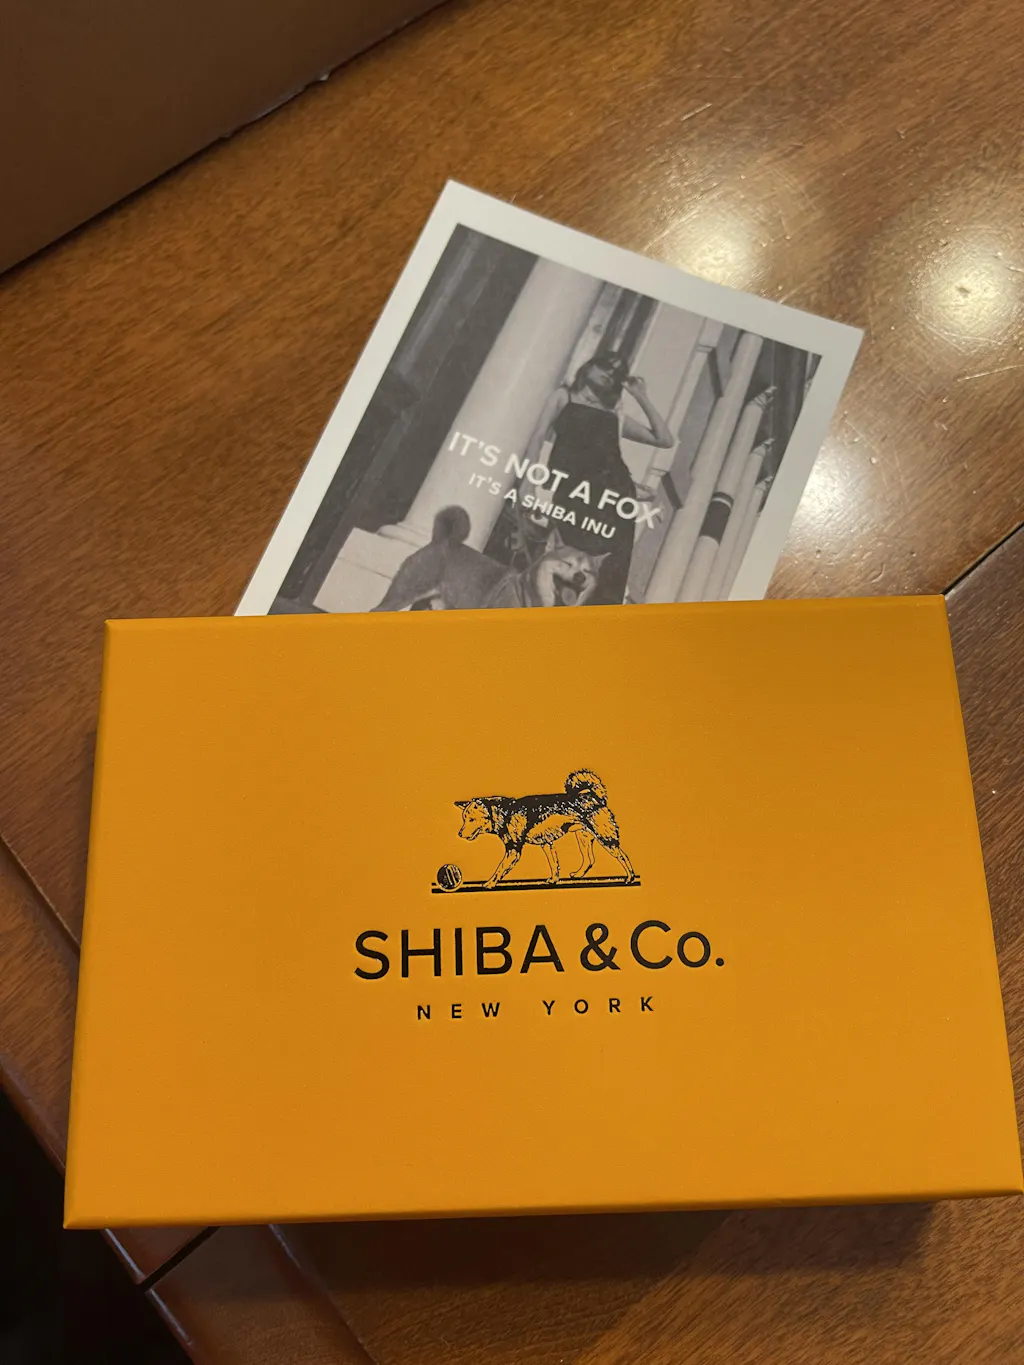 IT'S NOT A FOX
IT'S A SHIBA INU
SHIBA & Co.
NEW YORK